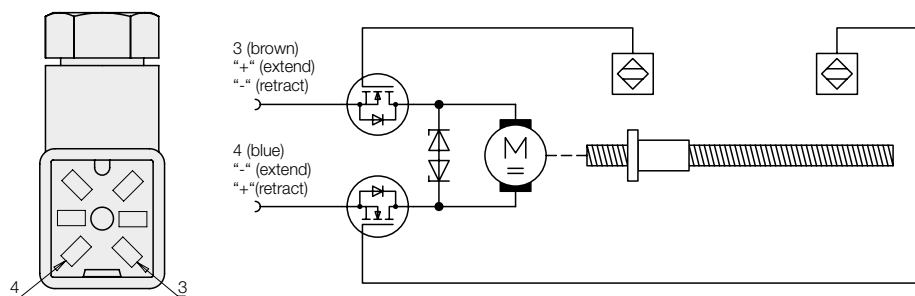 3 (brown)
"+“ (extend)
"-“ (retract)
4 (blue)
"-“ (extend)
"+“(retract)
M
4
3